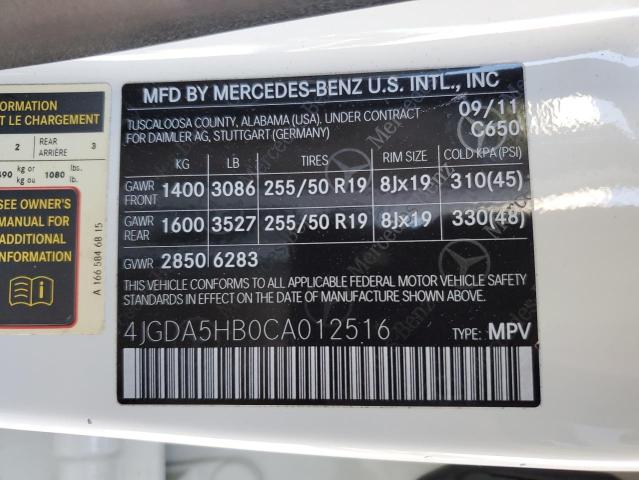 FORMATION
T LE CHARGEMENT
2 REAR ARRIÈRE 3
490 kg or kg ou 1080 lbs. lb.
SEE OWNER'S
MANUAL FOR
ADDITIONAL
INFORMATION
A 166 584 68 15
MFD BY MERCEDES-BENZ U.S. INTL., INC
TUSCALOOSA COUNTY, ALABAMA (USA). UNDER CONTRACT 09/11
FOR DAIMLER AG, STUTTGART (GERMANY) C650
KG LB TIRES RIM SIZE COLD KPA (PSI)
GAWR FRONT 1400 3086 255/50 R19 8Jx19 310(45)
GAWR REAR 1600 3527 255/50 R19 8Jx19 330(48)
GVWR 2850 6283
THIS VEHICLE CONFORMS TO ALL APPLICABLE FEDERAL MOTOR VEHICLE SAFETY
STANDARDS IN EFFECT ON THE DATE OF MANUFACTURE SHOWN ABOVE.
4JGDA5HB0CA012516 TYPE: MPV